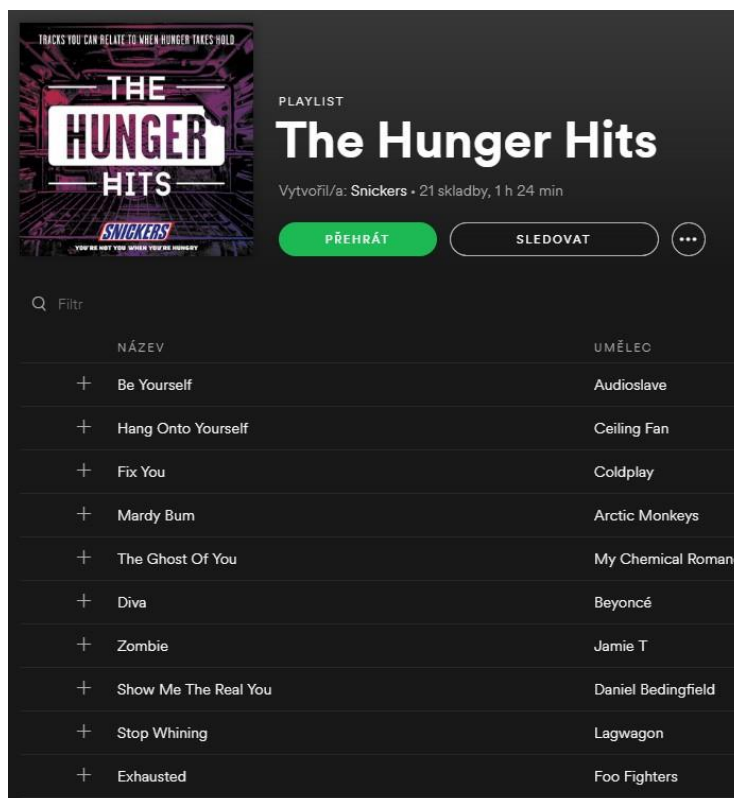 TRACKS YOU CAN RELATE TO WHEN HUNGER TAKES HOLD
THE
HUNGER
HITS
SNICKERS
YOU'RE NOT YOU WHEN YOU'RE HUNGRY
PLAYLIST
The Hunger Hits
Vytvořil/a: Snickers • 21 skladby, 1 h 24 min
PŘEHRÁT SLEDOVAT
Filtr
NÁZEV UMĚLEC
Be Yourself Audioslave
Hang Onto Yourself Ceiling Fan
Fix You Coldplay
Mardy Bum Arctic Monkeys
The Ghost Of You My Chemical Roman
Diva Beyoncé
Zombie Jamie T
Show Me The Real You Daniel Bedingfield
Stop Whining Lagwagon
Exhausted Foo Fighters